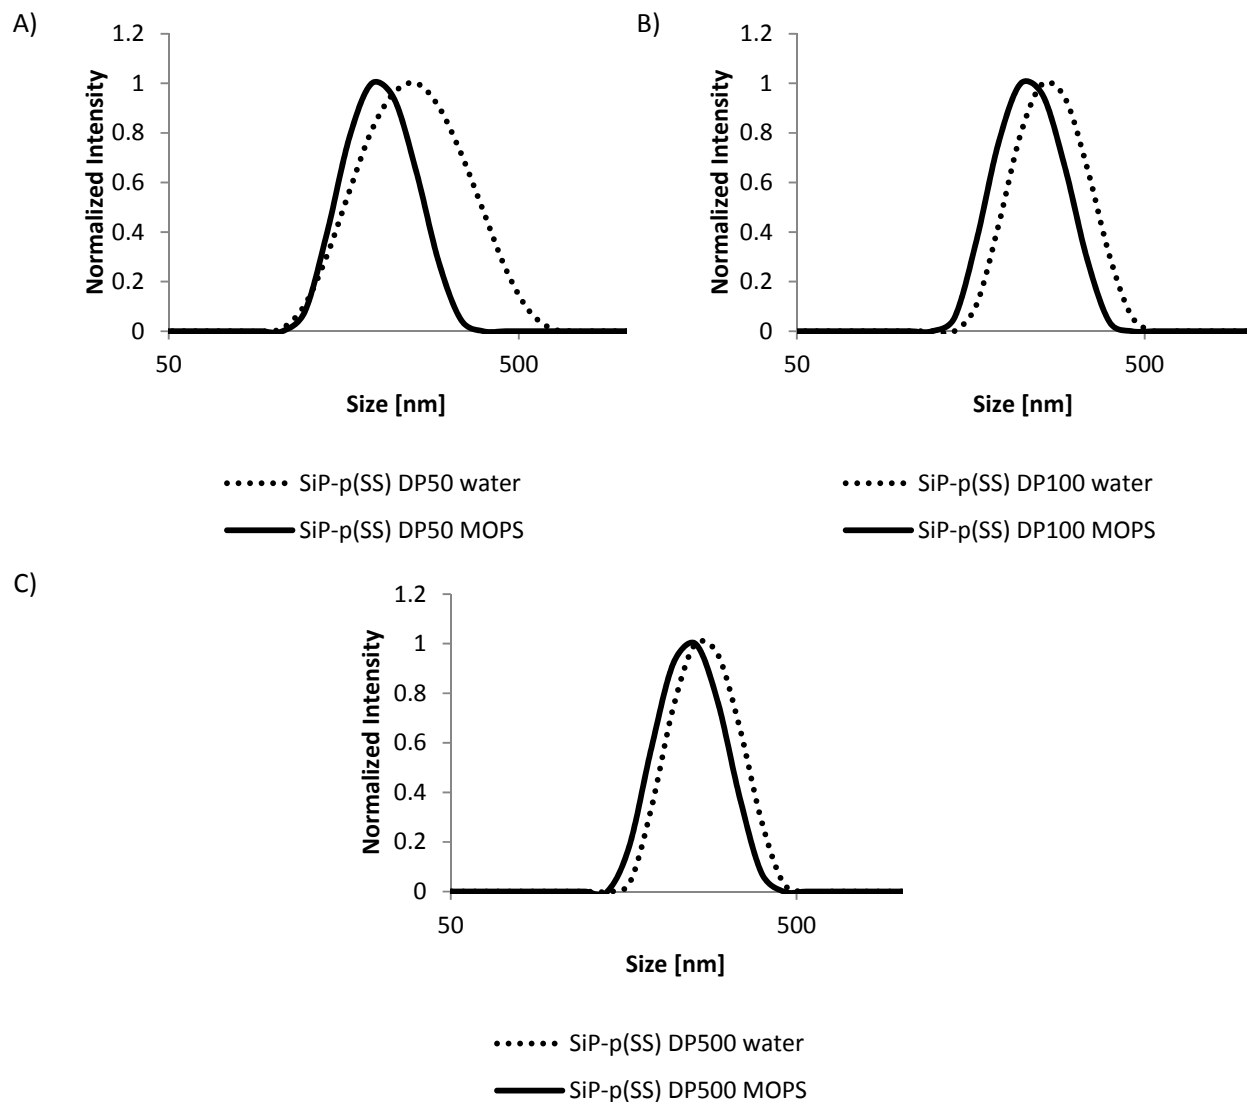 A)
1.2
1
0.8
0.6
0.4
0.2
0
Normalized Intensity
50
500
Size [nm]
SiP-p(SS) DP50 water
SiP-p(SS) DP50 MOPS
B)
1.2
1
0.8
0.6
0.4
0.2
0
Normalized Intensity
50
500
Size [nm]
SiP-p(SS) DP100 water
SiP-p(SS) DP100 MOPS
C)
1.2
1
0.8
0.6
0.4
0.2
0
Normalized Intensity
50
500
Size [nm]
SiP-p(SS) DP500 water
SiP-p(SS) DP500 MOPS